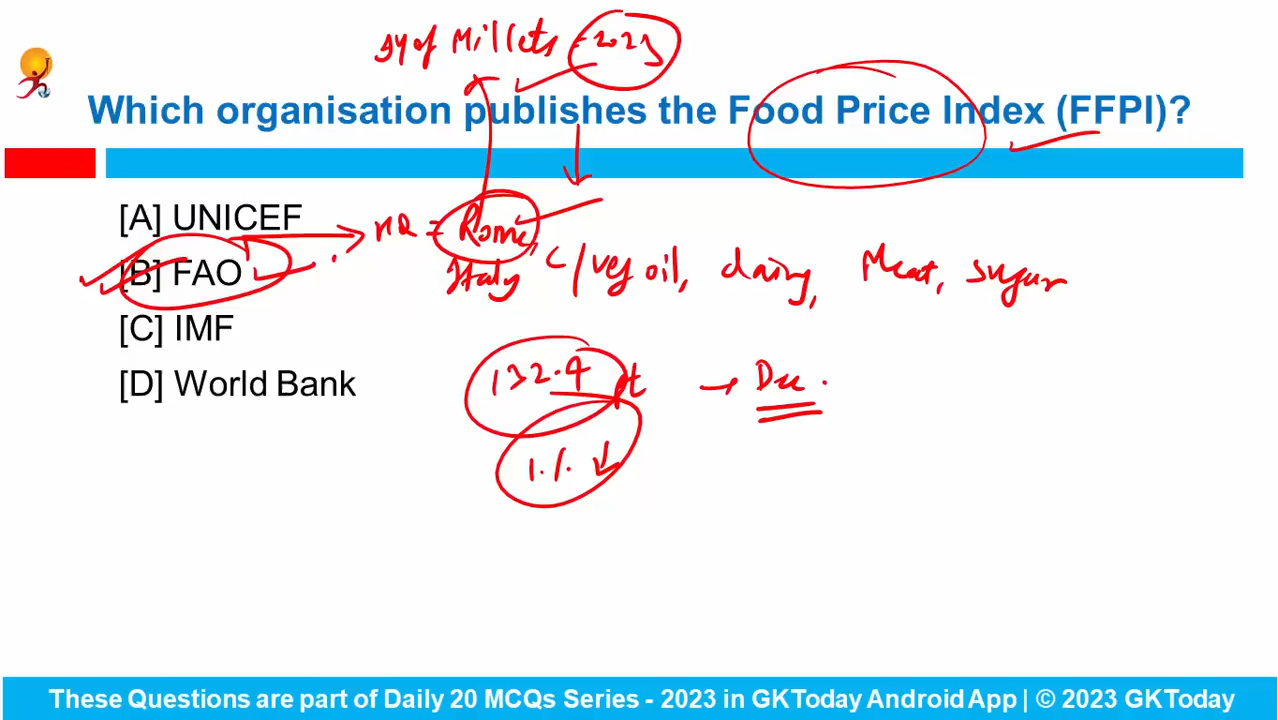 IY of Millets - 2023
Which organisation publishes the Food Price Index (FFPI)?
[A] UNICEF
HQ = Rome,
Italy
[B] FAO
C/veg oil, dairy, Meat, sugar
[C] IMF
[D] World Bank
132.4 pt → Dec.
1% ↓
These Questions are part of Daily 20 MCQs Series - 2023 in GKToday Android App | © 2023 GKToday